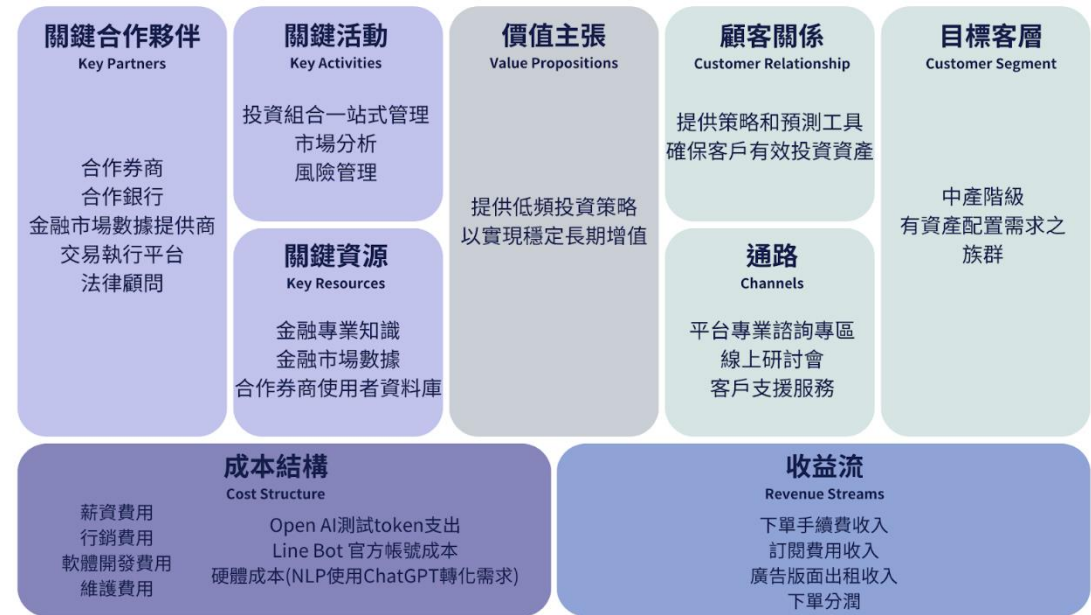 關鍵合作夥伴
Key Partners
合作券商
合作銀行
金融市場數據提供商
交易執行平台
法律顧問
關鍵活動
Key Activities
投資組合一站式管理
市場分析
風險管理
關鍵資源
Key Resources
金融專業知識
金融市場數據
合作券商使用者資料庫
價值主張
Value Propositions
提供低頻投資策略
以實現穩定長期增值
顧客關係
Customer Relationship
提供策略和預測工具
確保客戶有效投資資產
通路
Channels
平台專業諮詢專區
線上研討會
客戶支援服務
目標客層
Customer Segment
中產階級
有資產配置需求之
族群
成本結構
Cost Structure
薪資費用
行銷費用
軟體開發費用
維護費用
Open AI測試token支出
Line Bot 官方帳號成本
硬體成本(NLP使用ChatGPT轉化需求)
收益流
Revenue Streams
下單手續費收入
訂閱費用收入
廣告版面出租收入
下單分潤